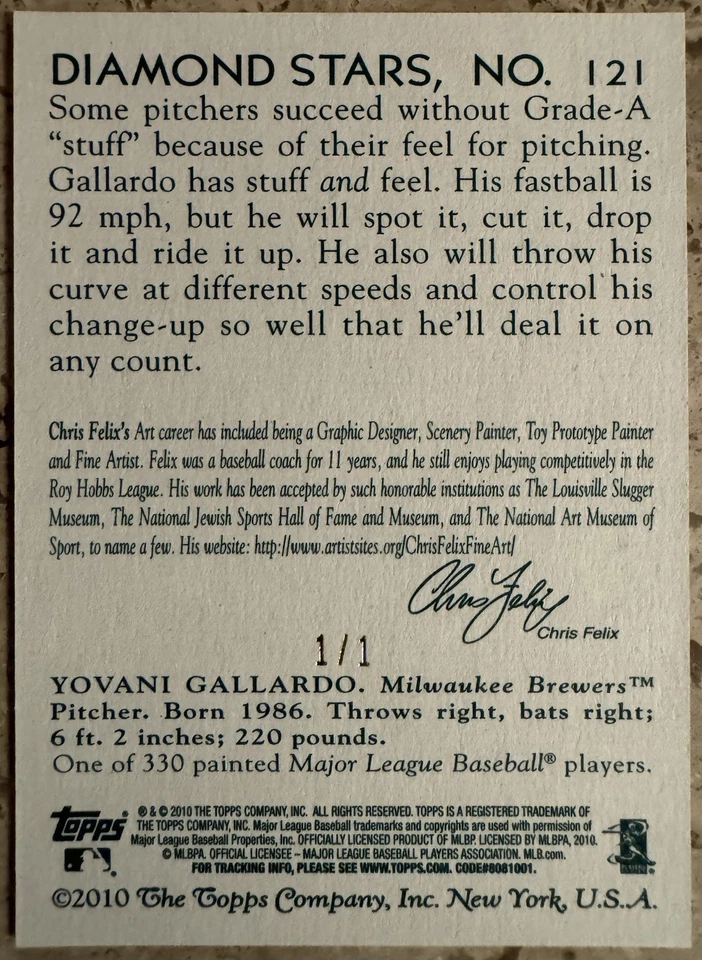 DIAMOND STARS, NO. 121
Some pitchers succeed without Grade-A
“stuff” because of their feel for pitching.
Gallardo has stuff and feel. His fastball is
92 mph, but he will spot it, cut it, drop
it and ride it up. He also will throw his
curve at different speeds and control his
change-up so well that he’ll deal it on
any count.
Chris Felix's Art career has included being a Graphic Designer, Scenery Painter, Toy Prototype Painter
and Fine Artist. Felix was a baseball coach for 11 years, and he still enjoys playing competitively in the
Roy Hobbs League. His work has been accepted by such honorable institutions as The Louisville Slugger
Museum, The National Jewish Sports Hall of Fame and Museum, and The National Art Museum of
Sport, to name a few. His website: http://www.artistsites.org/ChrisFelixFineArt/
Chris Felix
Chris Felix
1/1
YOVANI GALLARDO. Milwaukee Brewers™
Pitcher. Born 1986. Throws right, bats right;
6 ft. 2 inches; 220 pounds.
One of 330 painted Major League Baseball® players.
Topps®
® & © 2010 THE TOPPS COMPANY, INC. ALL RIGHTS RESERVED. TOPPS IS A REGISTERED TRADEMARK OF
THE TOPPS COMPANY, INC. Major League Baseball trademarks and copyrights are used with permission of
Major League Baseball Properties, Inc. OFFICIALLY LICENSED PRODUCT OF MLBP. LICENSED BY MLBPA, 2010.
© MLBPA. OFFICIAL LICENSEE – MAJOR LEAGUE BASEBALL PLAYERS ASSOCIATION. MLB.com.
FOR TRACKING INFO, PLEASE SEE WWW.TOPPS.COM. CODE#8081001.
©2010 The Topps Company, Inc. New York, U.S.A.